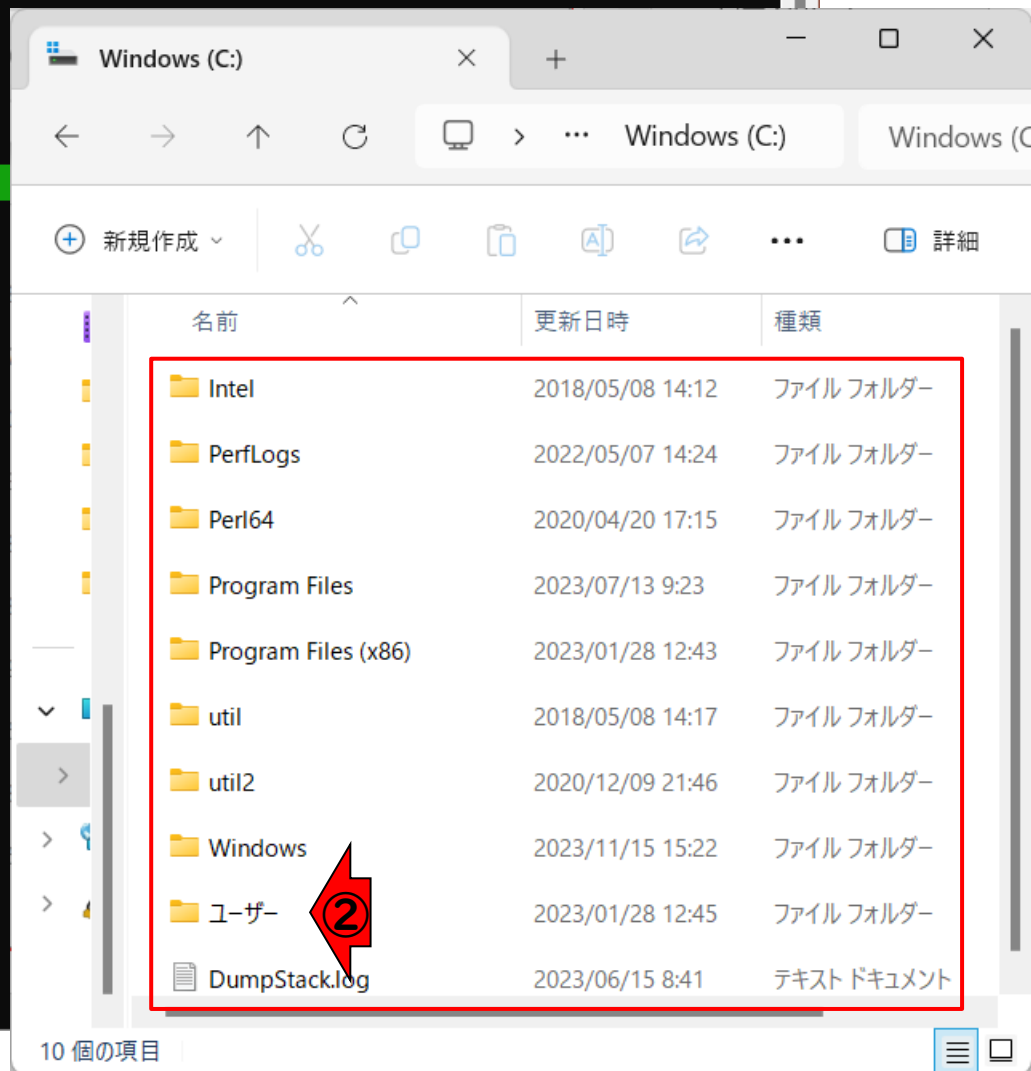 Windows (C:)
Windows (C:)
Windows (C
新規作成
詳細
名前 更新日時 種類
Intel 2018/05/08 14:12 ファイル フォルダー
PerfLogs 2022/05/07 14:24 ファイル フォルダー
Perl64 2020/04/20 17:15 ファイル フォルダー
Program Files 2023/07/13 9:23 ファイル フォルダー
Program Files (x86) 2023/01/28 12:43 ファイル フォルダー
util 2018/05/08 14:17 ファイル フォルダー
util2 2020/12/09 21:46 ファイル フォルダー
Windows 2023/11/15 15:22 ファイル フォルダー
ユーザー ② 2023/01/28 12:45 ファイル フォルダー
DumpStack.log 2023/06/15 8:41 テキスト ドキュメント
10 個の項目